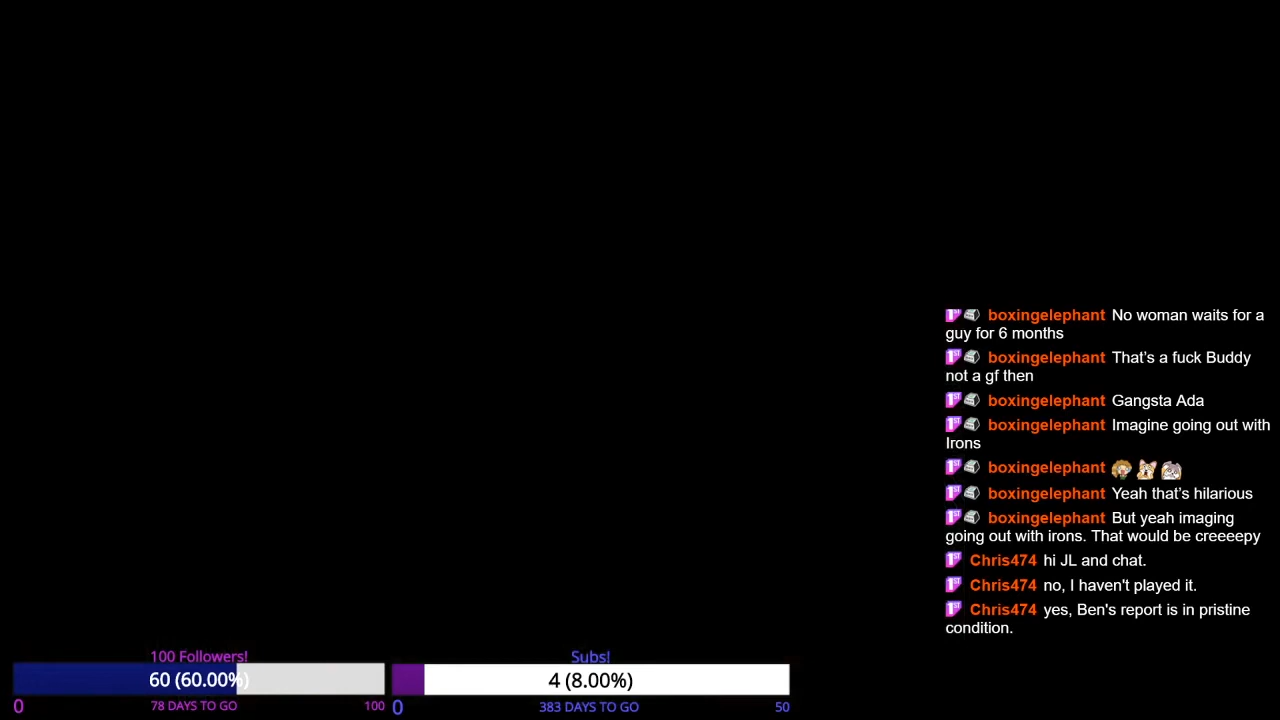 boxingelephant No woman waits for a
guy for 6 months
boxingelephant That's a fuck Buddy
not a gf then
boxingelephant Gangsta Ada
boxingelephant Imagine going out with
Irons
boxingelephant
boxingelephant Yeah that's hilarious
boxingelephant But yeah imaging
going out with irons. That would be creeeepy
Chris474 hi JL and chat.
Chris474 no, I haven't played it.
Chris474 yes, Ben's report is in pristine
condition.
100 Followers! Subs!
60 (60.00%) 4 (8.00%)
0 78 DAYS TO GO 100 0 383 DAYS TO GO 50